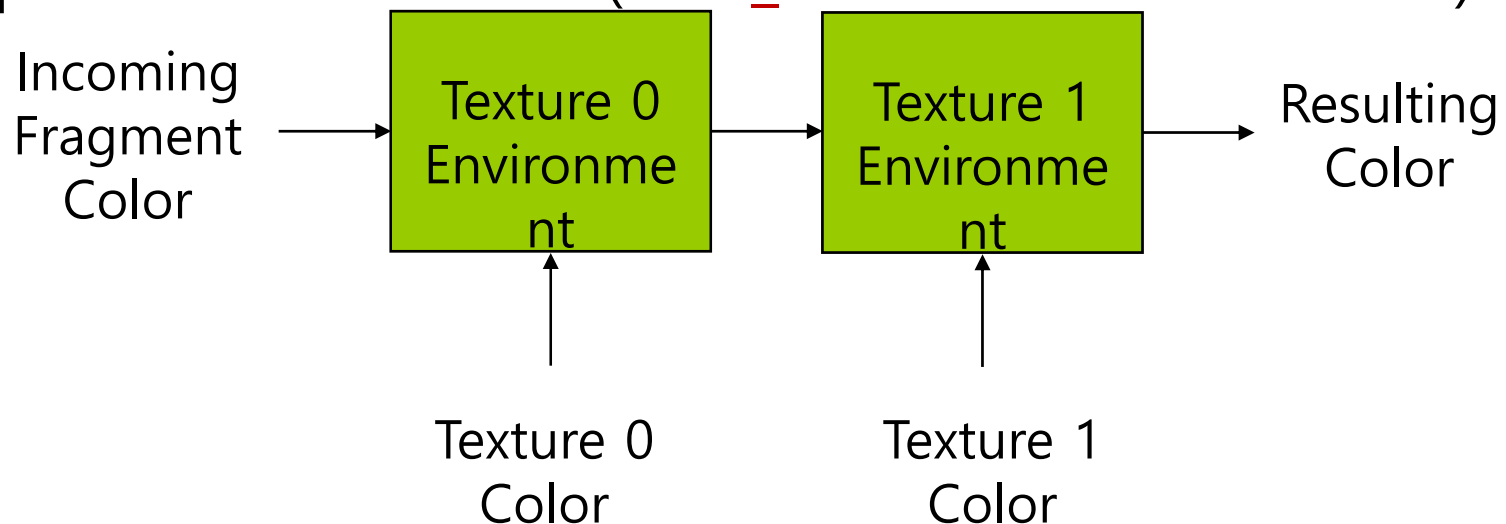 Incoming
Fragment
Color
Texture 0
Environme
nt
Texture 1
Environme
nt
Resulting
Color
Texture 0
Color
Texture 1
Color